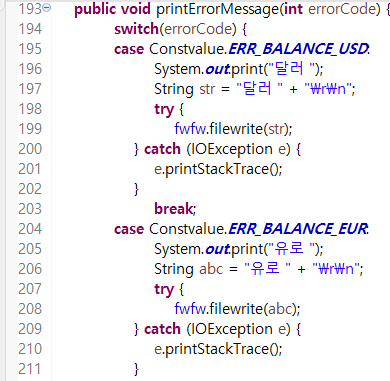 193 public void printErrorMessage(int errorCode) {
194 switch(errorCode) {
195 case Constvalue.ERR_BALANCE_USD:
196 System.out.print("달러 ");
197 String str = "달러 " + "₩r₩n";
198 try {
199 fwfw.filewrite(str);
200 } catch (IOException e) {
201 e.printStackTrace();
202 }
203 break;
204 case Constvalue.ERR_BALANCE_EUR:
205 System.out.print("유로 ");
206 String abc = "유로 " + "₩r₩n";
207 try {
208 fwfw.filewrite(abc);
209 } catch (IOException e) {
210 e.printStackTrace();
211 }